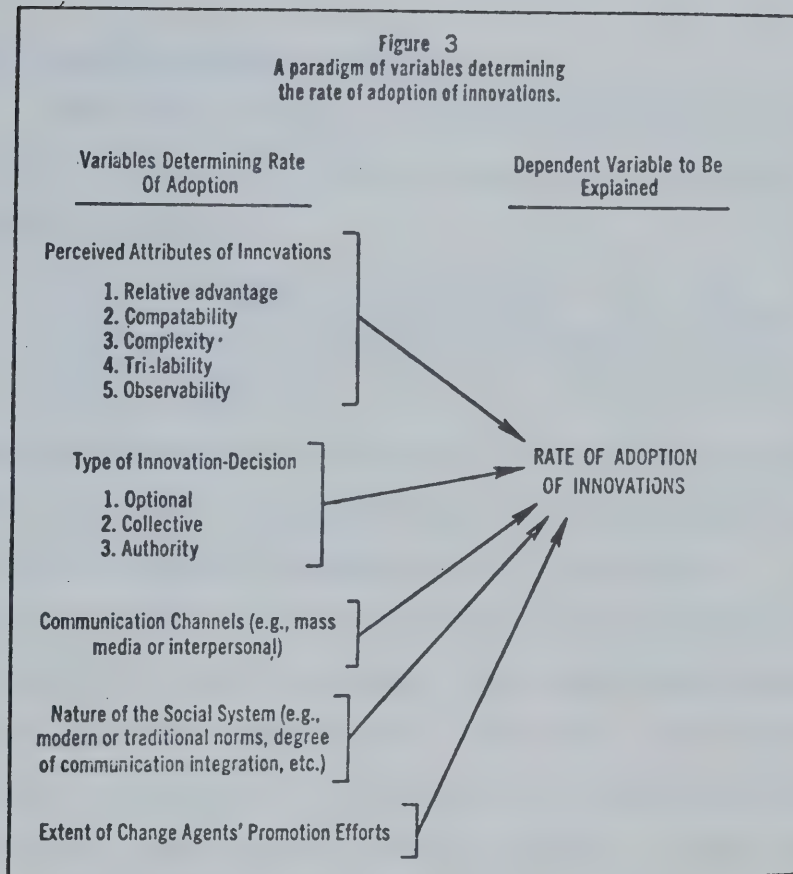 Figure 3
A paradigm of variables determining
the rate of adoption of innovations.
Variables Determining Rate
Of Adoption
Dependent Variable to Be
Explained
Perceived Attributes of Inncvations
1. Relative advantage
2. Compatability
3. Complexity
4. Trialability
5. Observability
Type of Innovation-Decision
1. Optional
2. Collective
3. Authority
RATE OF ADOPTION
OF INNOVATIONS
Communication Channels (e.g., mass
media or interpersonal)
Nature of the Social System (e.g.,
modern or traditional norms, degree
of communication integration, etc.)
Extent of Change Agents' Promotion Efforts